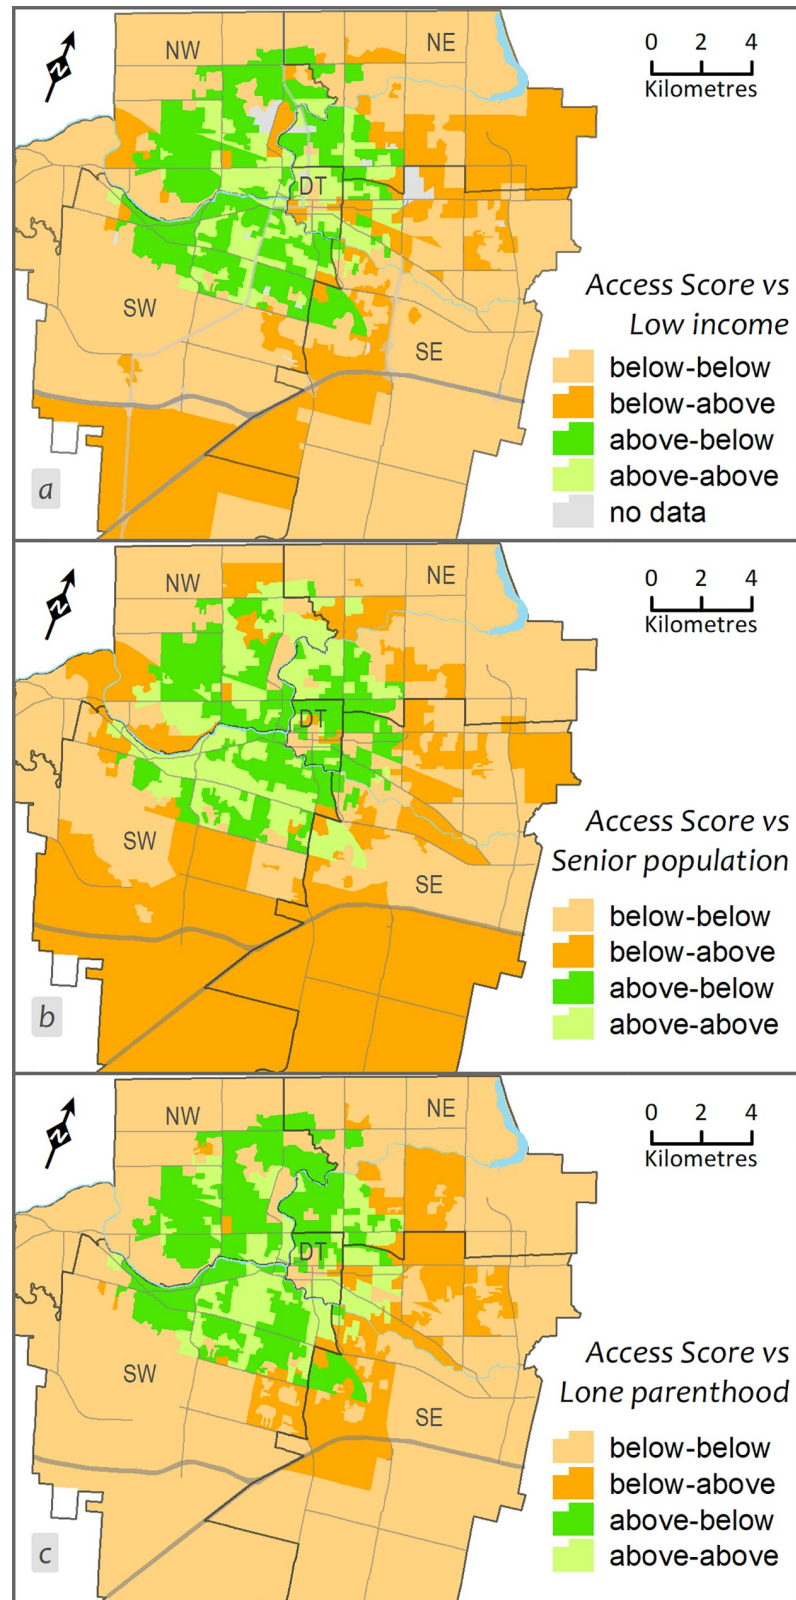 NW
NE
N
0 2 4
Kilometres
DT
SW
SE
Access Score vs
Low income
below-below
below-above
above-below
above-above
no data
a
NW
NE
N
0 2 4
Kilometres
DT
SW
SE
Access Score vs
Senior population
below-below
below-above
above-below
above-above
b
NW
NE
N
0 2 4
Kilometres
DT
SW
SE
Access Score vs
Lone parenthood
below-below
below-above
above-below
above-above
c